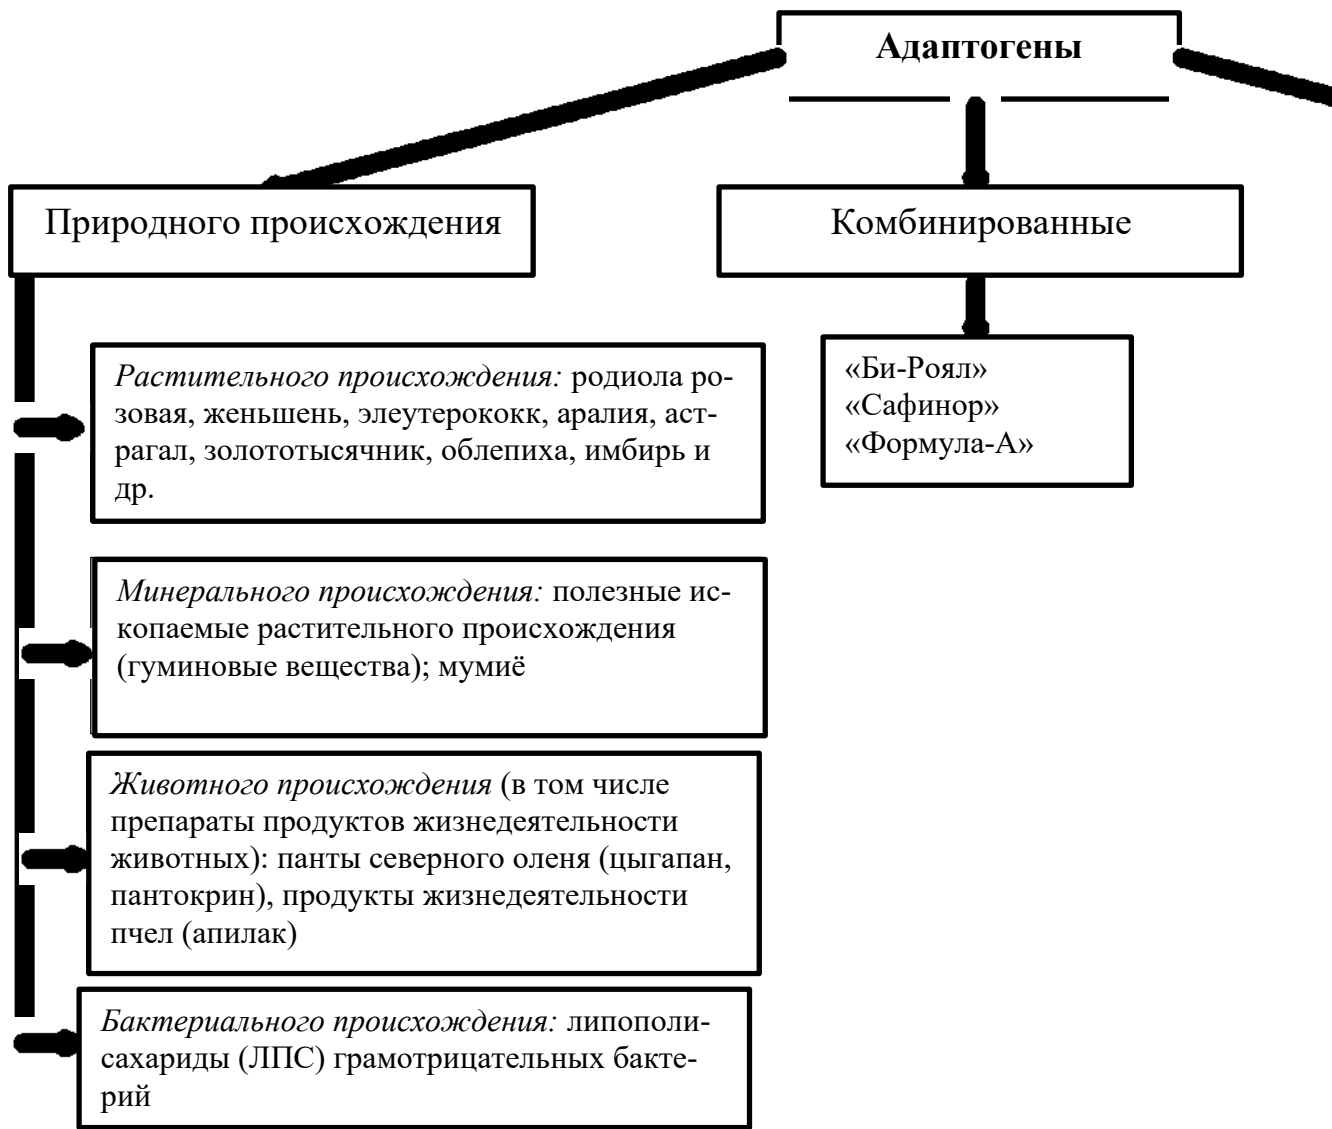 Адаптогены
Природного происхождения
Комбинированные
Растительного происхождения: родиола ро-
зовая, женьшень, элеутерококк, аралия, аст-
рагал, золототысячник, облепиха, имбирь и
др.
«Би-Роял»
«Сафинор»
«Формула-А»
Минерального происхождения: полезные ис-
копаемые растительного происхождения
(гуминовые вещества); мумиё
Животного происхождения (в том числе
препараты продуктов жизнедеятельности
животных): панты северного оленя (цыгапан,
пантокрин), продукты жизнедеятельности
пчел (апилак)
Бактериального происхождения: липополи-
сахариды (ЛПС) грамотрицательных бакте-
рий